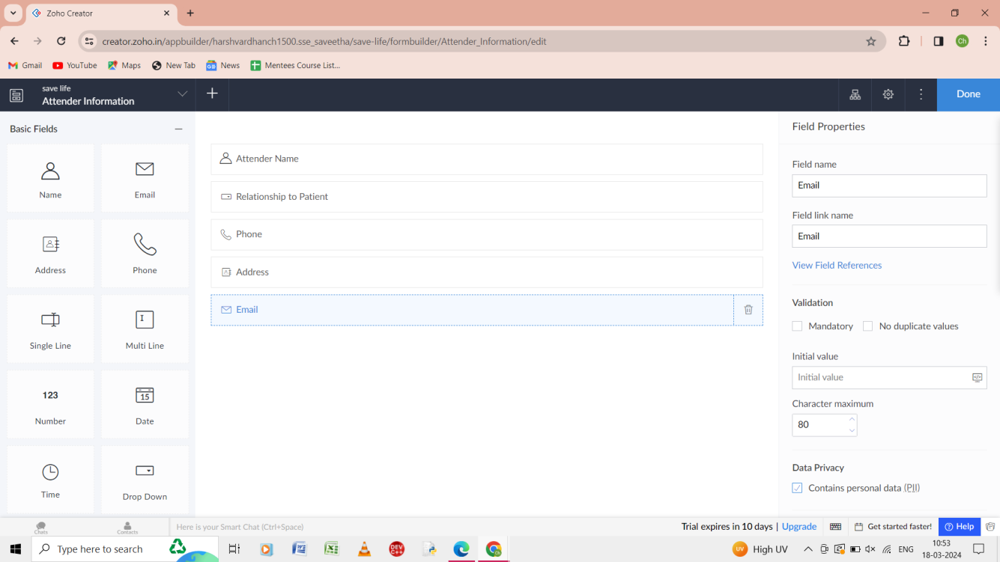 Zoho Creator
creator.zoho.in/appbuilder/harshvardhanch1500.sse_saveetha/save-life/formbuilder/Attender_Information/edit
Ch
Gmail
YouTube
Maps
New Tab
News
Mentees Course List...
save life
Attender Information
Done
Basic Fields
Name
Email
Address
Phone
Single Line
Multi Line
123
Number
15
Date
Time
Drop Down
Attender Name
Relationship to Patient
Phone
Address
Email
Field Properties
Field name
Email
Field link name
Email
View Field References
Validation
Mandatory
No duplicate values
Initial value
Initial value
Character maximum
80
Data Privacy
Contains personal data (PII)
Chats
Contacts
Here is your Smart Chat (Ctrl+Space)
Trial expires in 10 days | Upgrade
Get started faster!
Help
Type here to search
DEV C++
UV
High UV
ENG
10:53
18-03-2024